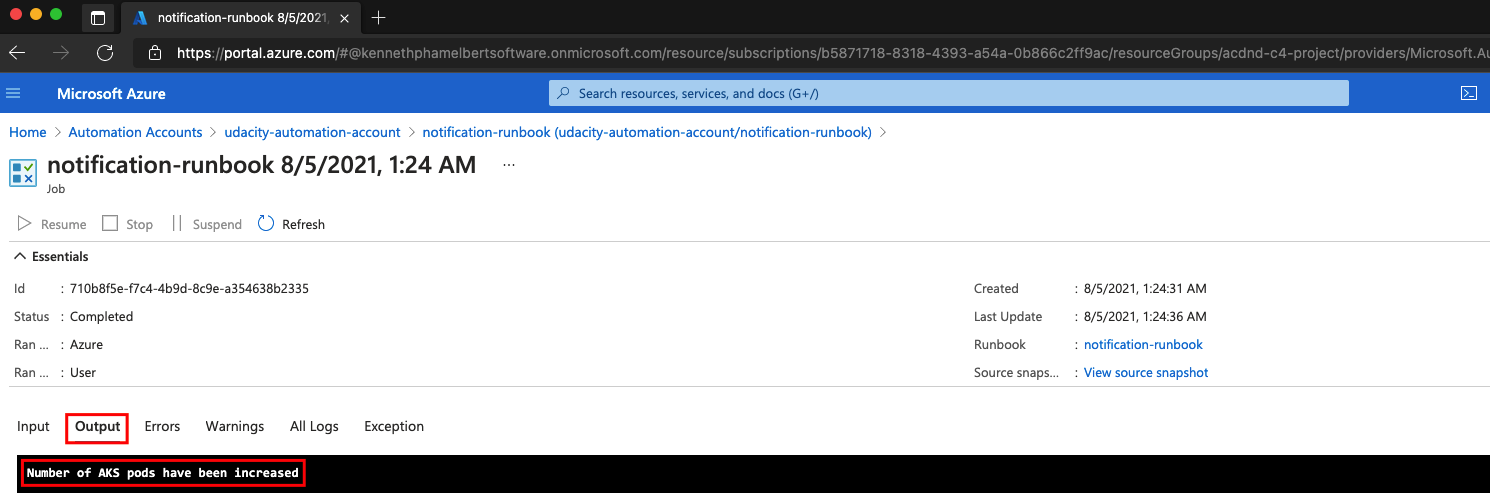 notification-runbook 8/5/2021,
https://portal.azure.com/#@kennethphamelbertsoftware.onmicrosoft.com/resource/subscriptions/b5871718-8318-4393-a54a-0b866c2ff9ac/resourceGroups/acdnd-c4-project/providers/Microsoft.Au
Microsoft Azure
Search resources, services, and docs (G+/)
Home > Automation Accounts > udacity-automation-account > notification-runbook (udacity-automation-account/notification-runbook) >
notification-runbook 8/5/2021, 1:24 AM ...
Job
Resume Stop Suspend Refresh
Essentials
Id : 710b8f5e-f7c4-4b9d-8c9e-a354638b2335 Created : 8/5/2021, 1:24:31 AM
Status : Completed Last Update : 8/5/2021, 1:24:36 AM
Ran ... : Azure Runbook : notification-runbook
Ran ... : User Source snaps... : View source snapshot
Input Output Errors Warnings All Logs Exception
Number of AKS pods have been increased